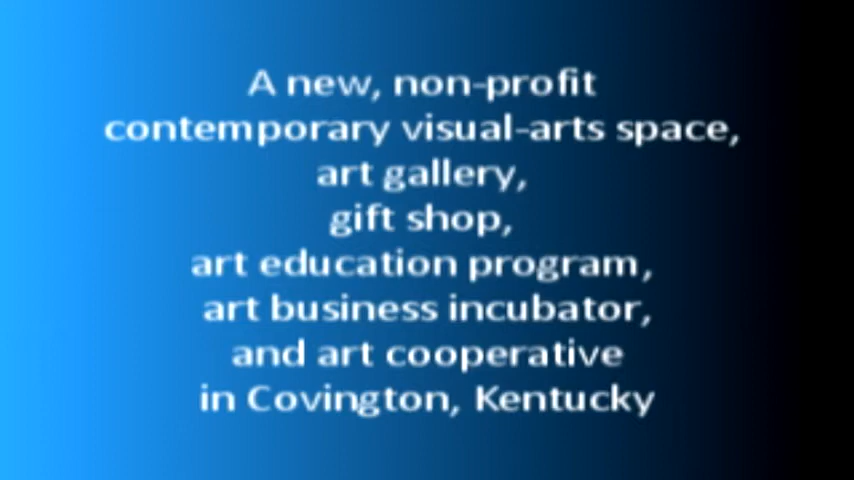 A new, non-profit
contemporary visual-arts space,
art gallery,
gift shop,
art education program,
art business incubator,
and art cooperative
in Covington, Kentucky